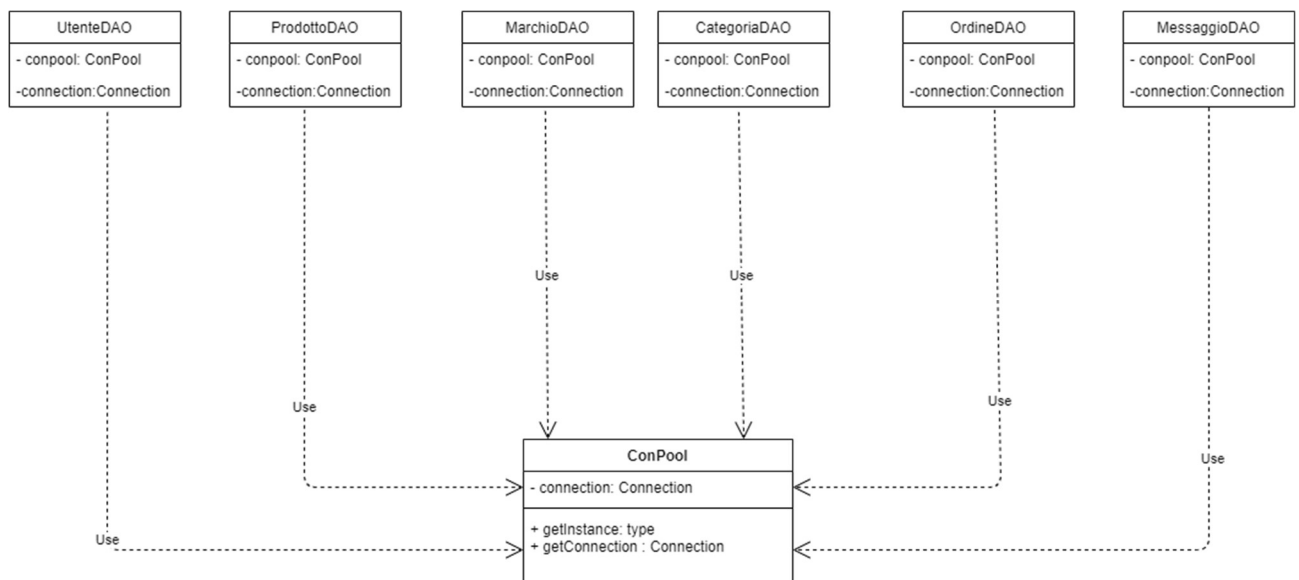 UtenteDAO
- conpool: ConPool
-connection:Connection
ProdottoDAO
- conpool: ConPool
-connection:Connection
MarchioDAO
- conpool: ConPool
-connection:Connection
CategoriaDAO
- conpool: ConPool
-connection:Connection
OrdineDAO
- conpool: ConPool
-connection:Connection
MessaggioDAO
- conpool: ConPool
-connection:Connection
Use
Use
Use
Use
Use
Use
ConPool
- connection: Connection
+ getInstance: type
+ getConnection : Connection